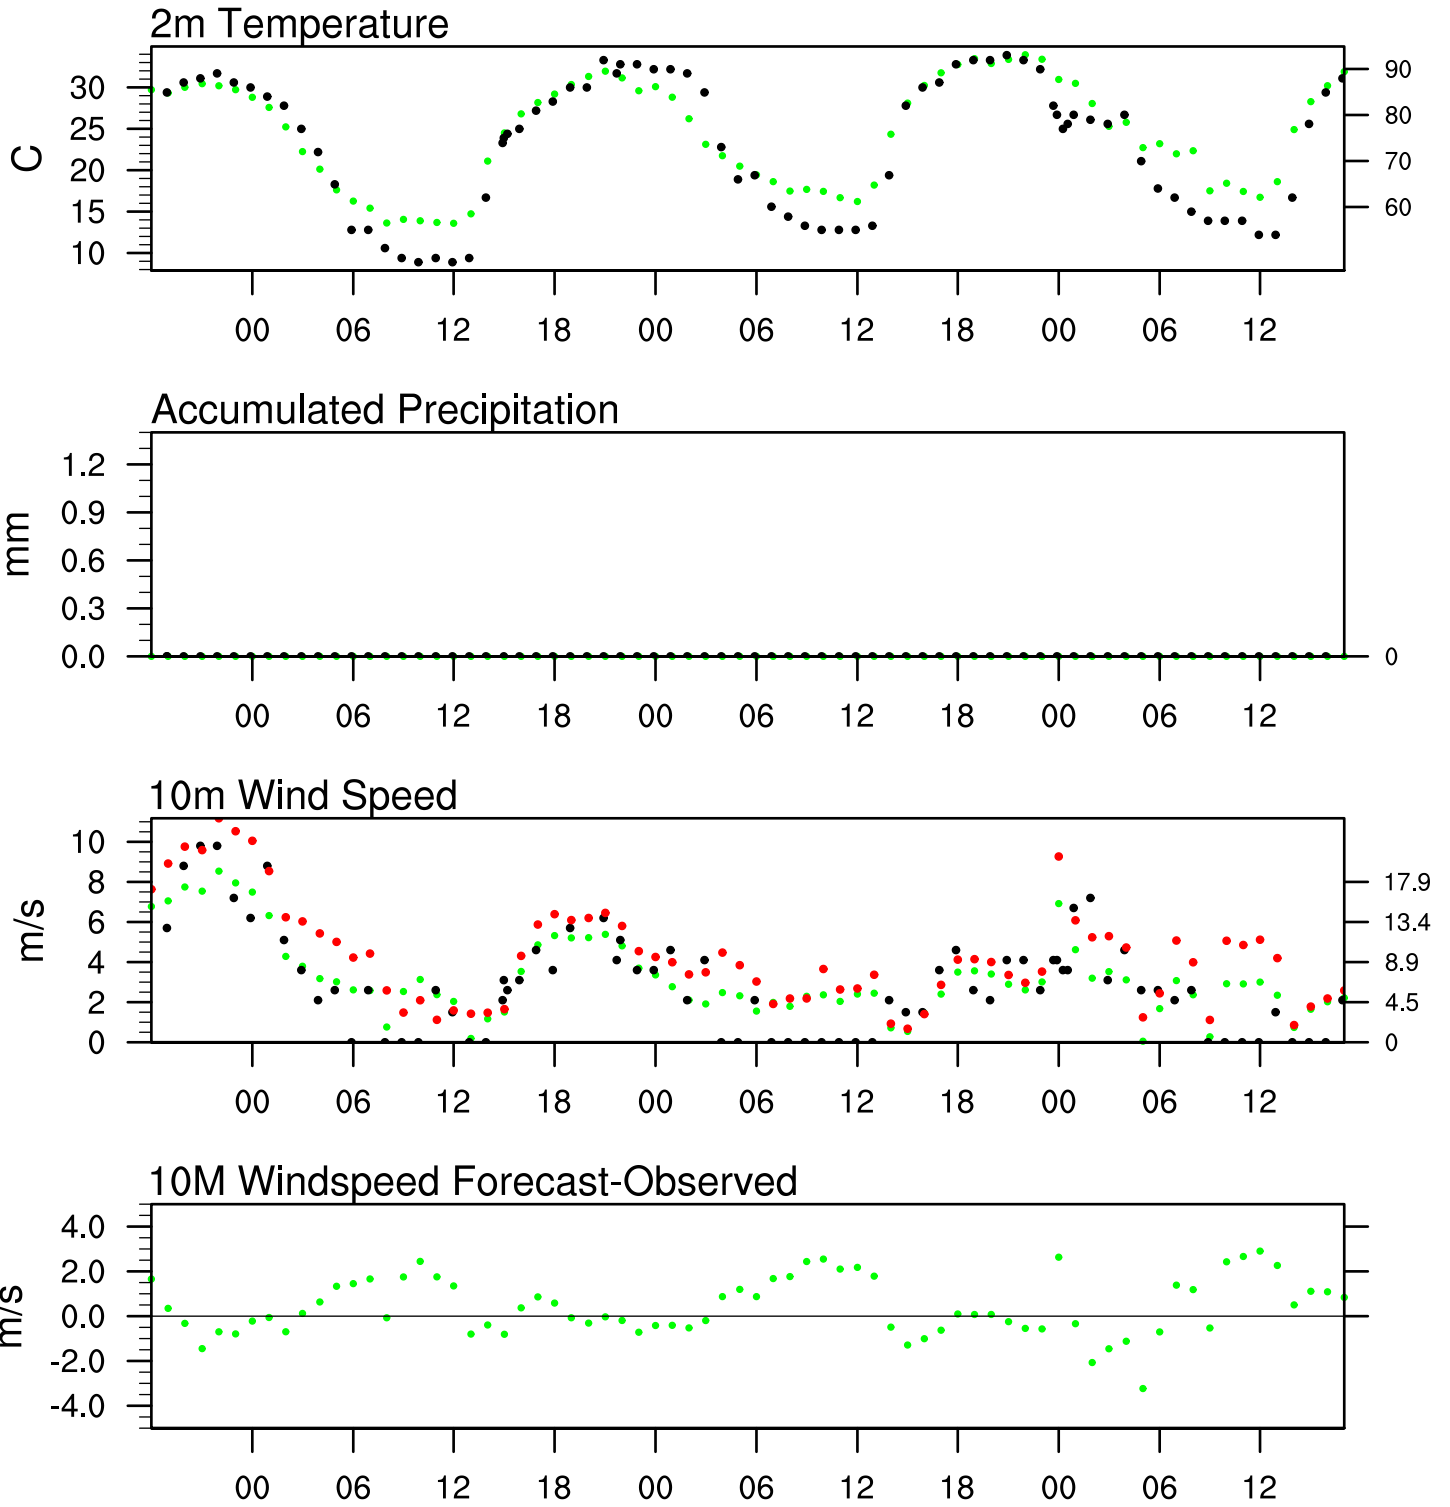 2m Temperature
C
30
25
20
15
10
90
80
70
60
00 06 12 18 00 06 12 18 00 06 12
Accumulated Precipitation
mm
1.2
0.9
0.6
0.3
0.0
0
00 06 12 18 00 06 12 18 00 06 12
10m Wind Speed
m/s
10
8
6
4
2
0
17.9
13.4
8.9
4.5
0
00 06 12 18 00 06 12 18 00 06 12
10M Windspeed Forecast-Observed
m/s
4.0
2.0
0.0
-2.0
-4.0
00 06 12 18 00 06 12 18 00 06 12